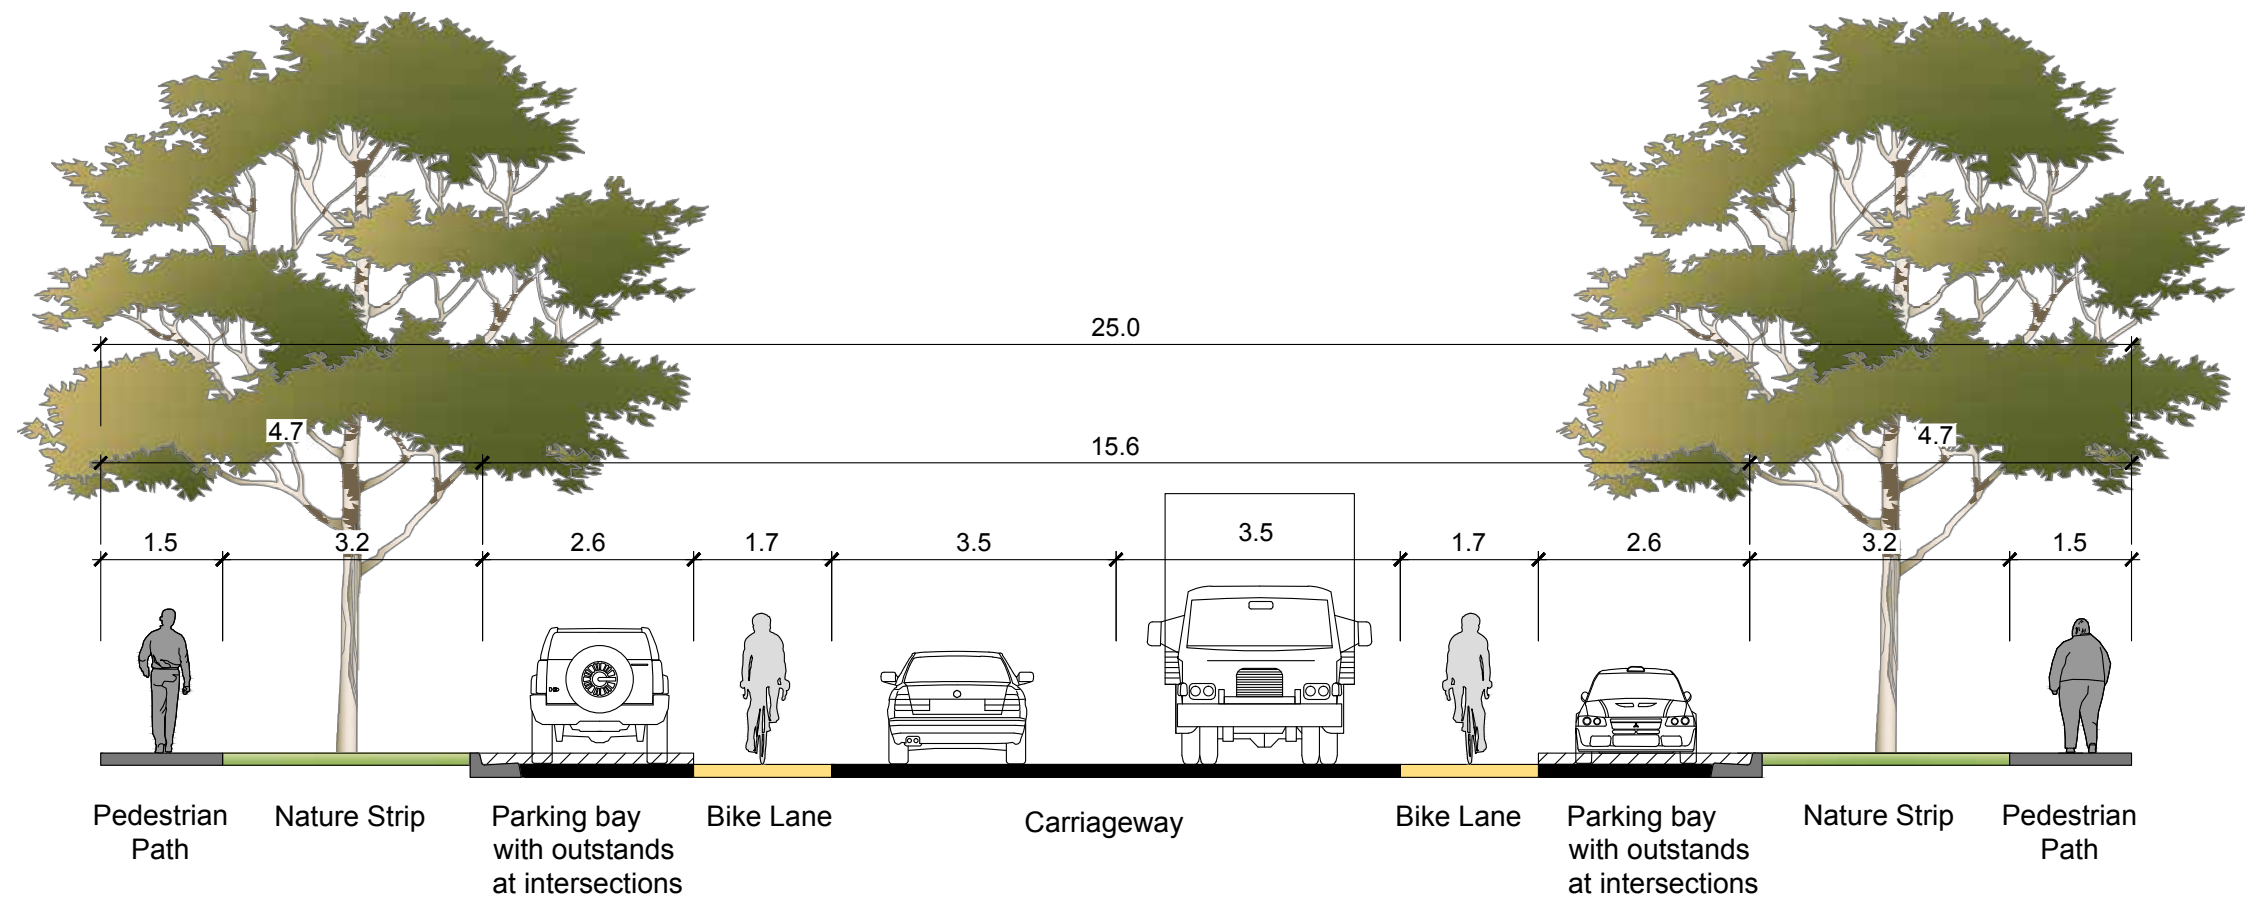 25.0
4.7
15.6
4.7
1.5
3.2
2.6
1.7
3.5
3.5
1.7
2.6
3.2
1.5
Pedestrian
Path
Nature Strip
Parking bay
with outstands
at intersections
Bike Lane
Carriageway
Bike Lane
Parking bay
with outstands
at intersections
Nature Strip
Pedestrian
Path